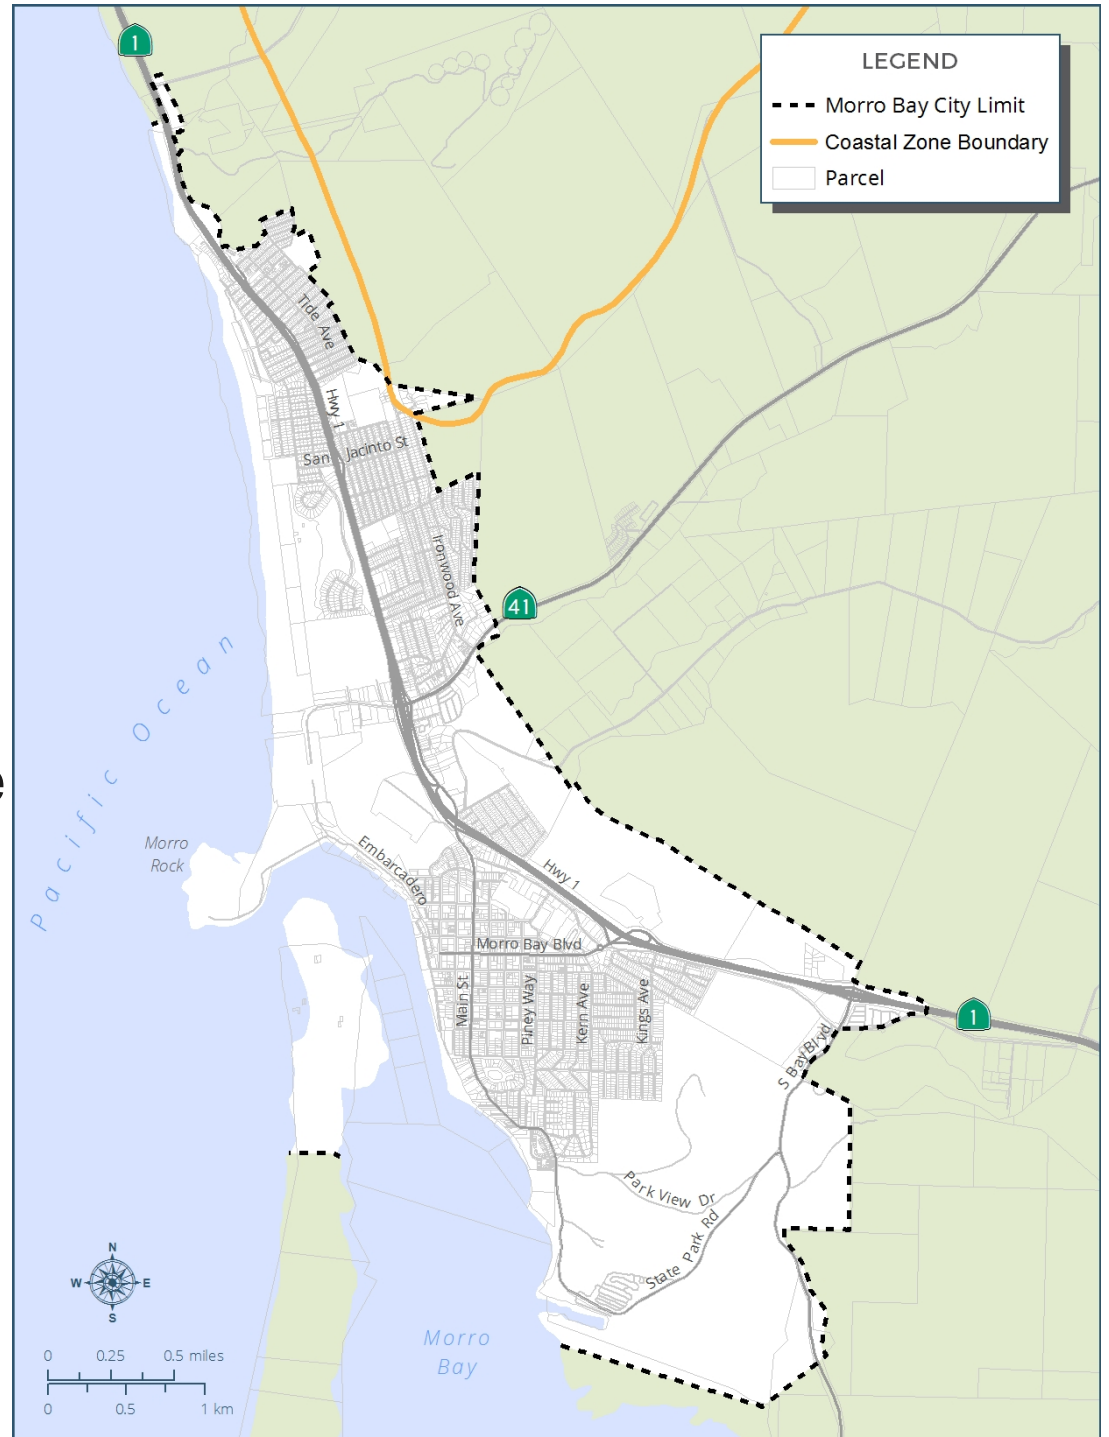 1
LEGEND
Morro Bay City Limit
Coastal Zone Boundary
Parcel
Tide Ave
Hwy 1
San Jacinto St
Ironwood Ave
41
Pacific Ocean
e
Morro
Rock
Embarcadero
Hwy 1
Morro Bay Blvd
Main St
Piney Way
Kern Ave
Kings Ave
1
S Bay Blvd
Park View Dr
State Park Rd
N
W E
S
Morro
Bay
0 0.25 0.5 miles
0 0.5 1 km